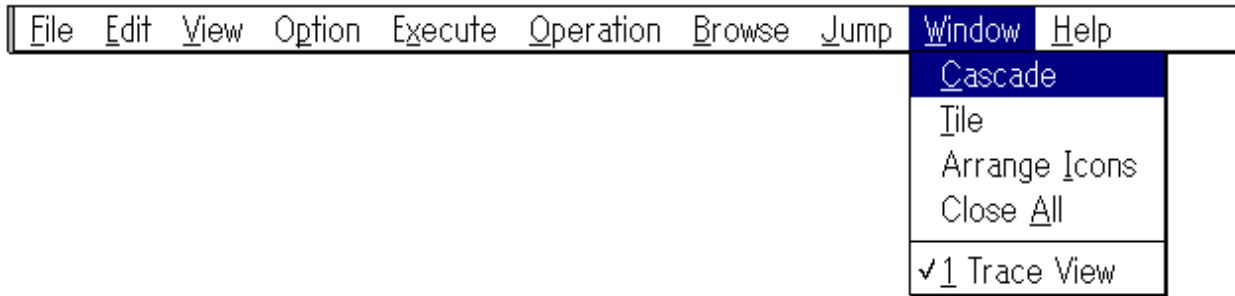 File Edit View Option Execute Operation Browse Jump Window Help
Cascade
Tile
Arrange Icons
Close All
✓1 Trace View